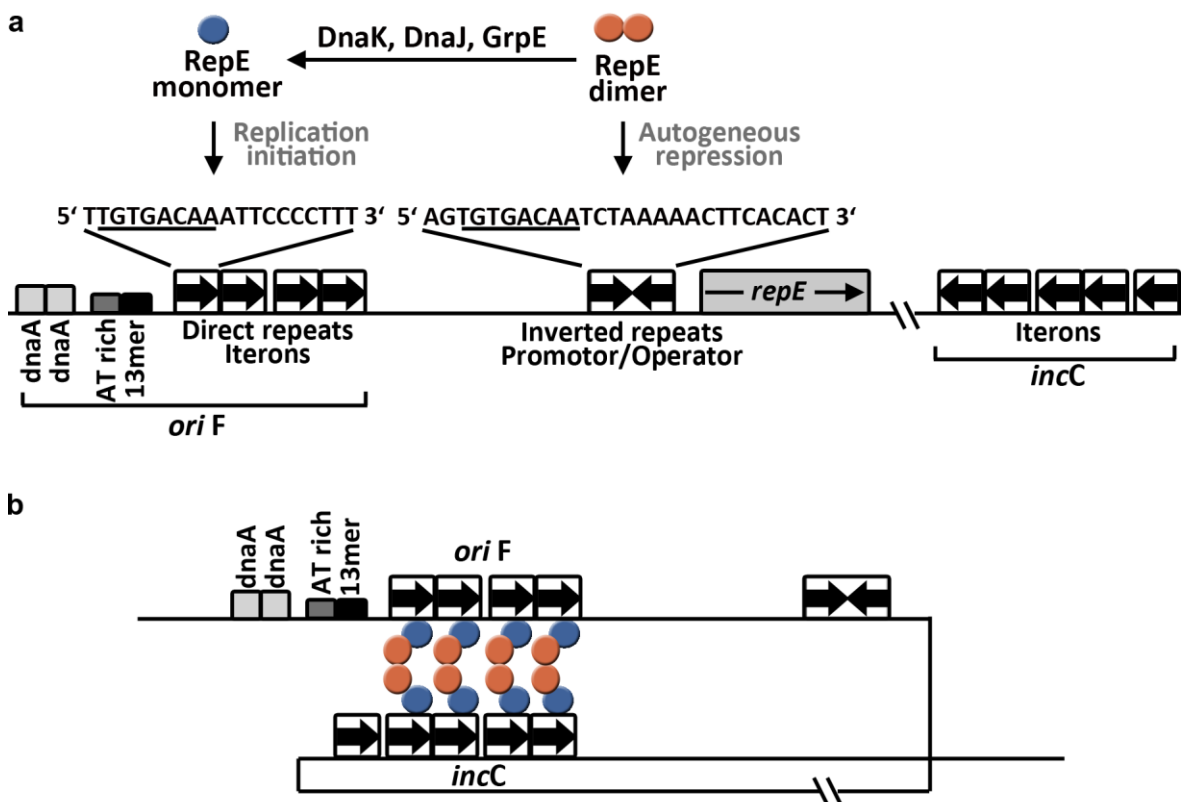 a
DnaK, DnaJ, GrpE
RepE
monomer
RepE
dimer
Replication
initiation
Autogeneous
repression
5‘ TTGTGACAAATTCCCCTTT 3‘
5‘ AGTGTGACAATCTAAAAACTTCACACT 3‘
repE
dnaA
dnaA
AT rich
13mer
Direct repeats
Iterons
Inverted repeats
Promotor/Operator
Iterons
incC
ori F
b
dnaA
dnaA
AT rich
13mer
ori F
incC